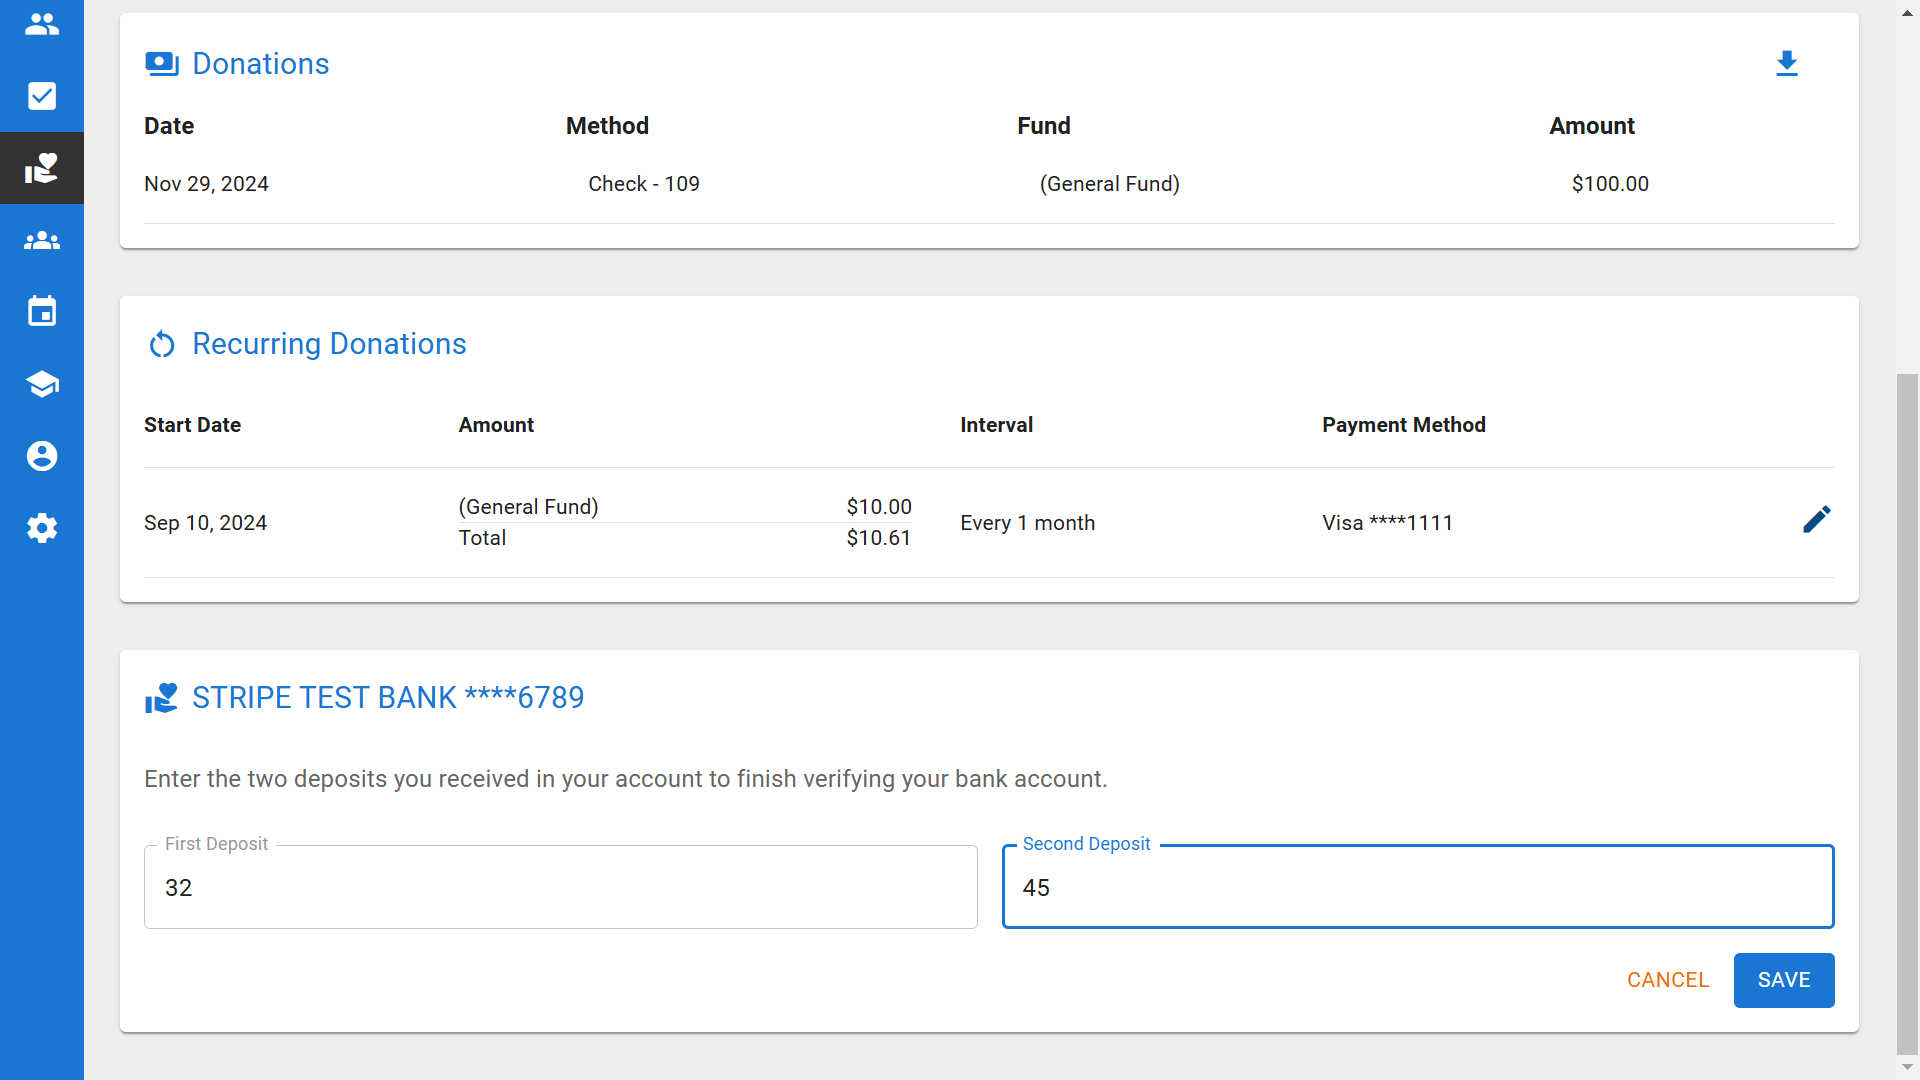 Donations
Date Method Fund Amount
Nov 29, 2024 Check - 109 (General Fund) $100.00
Recurring Donations
Start Date Amount Interval Payment Method
Sep 10, 2024 (General Fund) $10.00 Every 1 month Visa ****1111
Total $10.61
STRIPE TEST BANK ****6789
Enter the two deposits you received in your account to finish verifying your bank account.
First Deposit Second Deposit
32 45
CANCEL SAVE